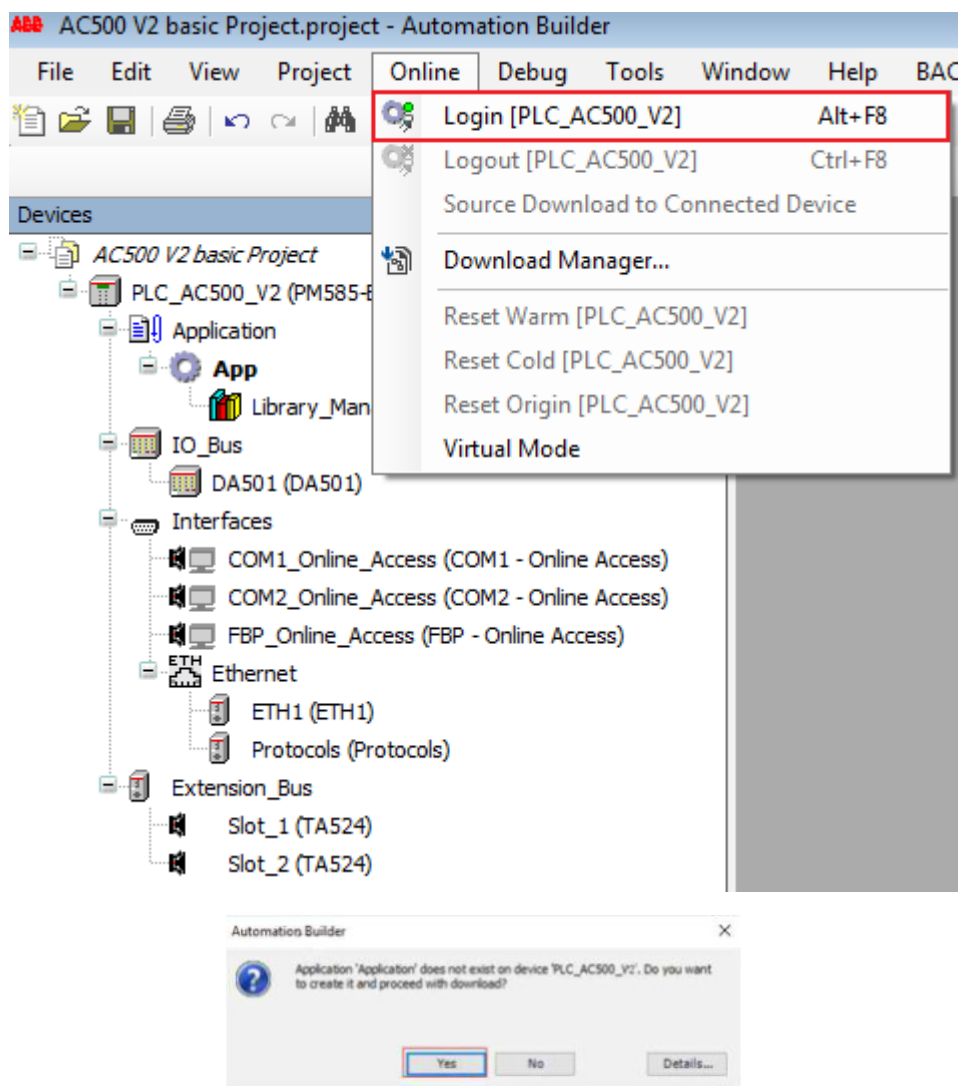 ABB AC500 V2 basic Project.project - Automation Builder
File Edit View Project Online Debug Tools Window Help BAC
Login [PLC_AC500_V2] Alt+F8
Logout [PLC_AC500_V2] Ctrl+F8
Source Download to Connected Device
Download Manager...
Reset Warm [PLC_AC500_V2]
Reset Cold [PLC_AC500_V2]
Reset Origin [PLC_AC500_V2]
Virtual Mode
Devices
AC500 V2 basic Project
PLC_AC500_V2 (PM585-E
Application
App
Library_Man
IO_Bus
DA501 (DA501)
Interfaces
COM1_Online_Access (COM1 - Online Access)
COM2_Online_Access (COM2 - Online Access)
FBP_Online_Access (FBP - Online Access)
ETH
Ethernet
ETH1 (ETH1)
Protocols (Protocols)
Extension_Bus
Slot_1 (TA524)
Slot_2 (TA524)
Automation Builder
Application 'Application' does not exist on device 'PLC_AC500_V2'. Do you want
to create it and proceed with download?
Yes No Details...